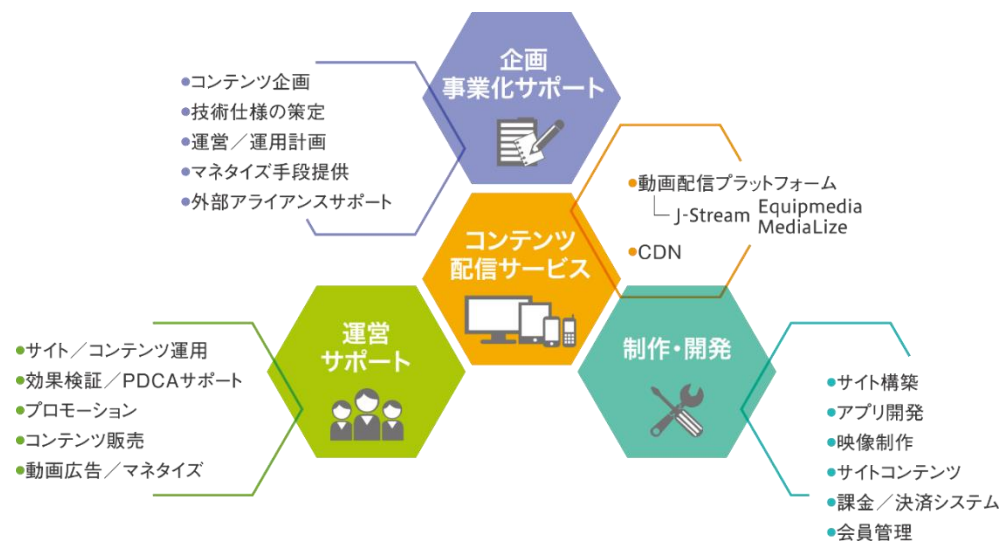 企画
事業化サポート
●コンテンツ企画
●技術仕様の策定
●運営／運用計画
●マネタイズ手段提供
●外部アライアンスサポート
コンテンツ
配信サービス
●動画配信プラットフォーム
J-Stream Equipmedia
MediaLize
●CDN
運営
サポート
●サイト／コンテンツ運用
●効果検証／PDCAサポート
●プロモーション
●コンテンツ販売
●動画広告／マネタイズ
制作・開発
●サイト構築
●アプリ開発
●映像制作
●サイトコンテンツ
●課金／決済システム
●会員管理